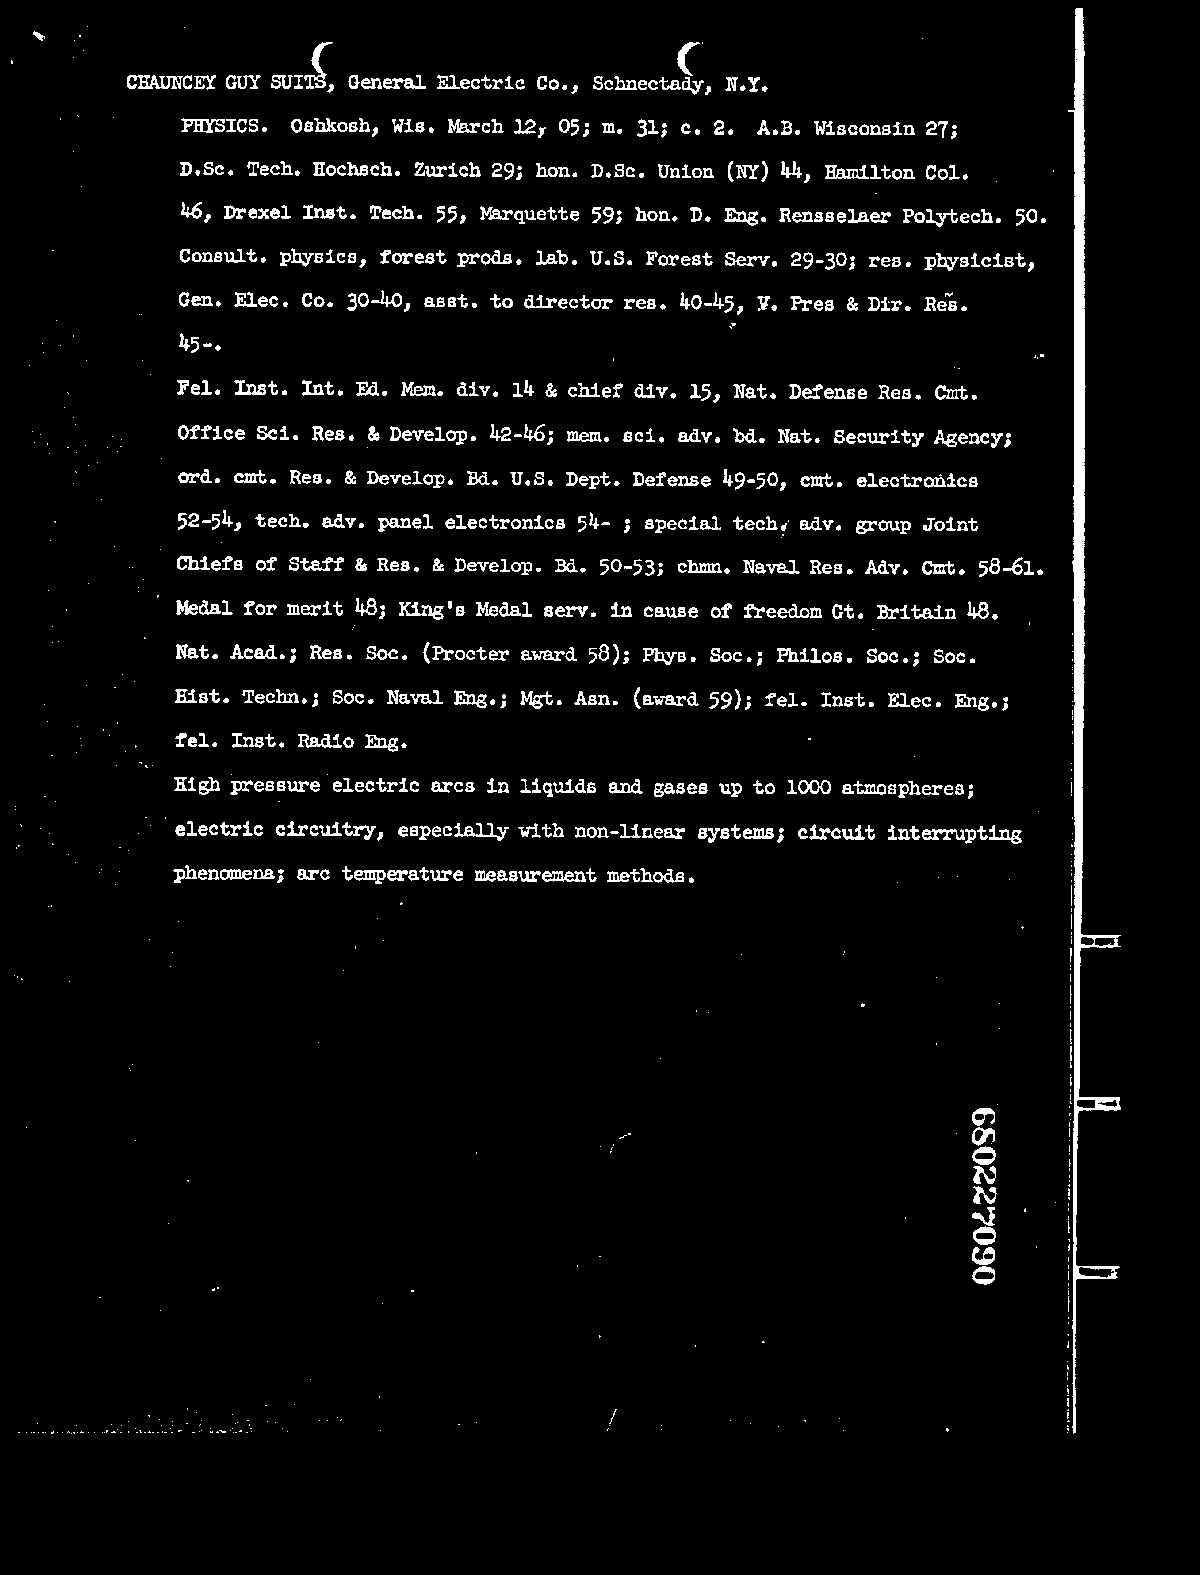 CHAUNCEY GUY SUITS, General Electric Co., Schnectady, N.Y.
PHYSICS. Oshkosh, Wis. March 12, 05; m. 31; c. 2. A.B. Wisconsin 27;
D.Sc. Tech. Hochsch. Zurich 29; hon. D.Sc. Union (NY) 44, Hamilton Col.
46, Drexel Inst. Tech. 55, Marquette 59; hon. D. Eng. Rensselaer Polytech. 50.
Consult. physics, forest prods. lab. U.S. Forest Serv. 29-30; res. physicist,
Gen. Elec. Co. 30-40, asst. to director res. 40-45, V. Pres & Dir. Res.
45-.
Fel. Inst. Int. Ed. Mem. div. 14 & chief div. 15, Nat. Defense Res. Cmt.
Office Sci. Res. & Develop. 42-46; mem. sci. adv. bd. Nat. Security Agency;
ord. cmt. Res. & Develop. Bd. U.S. Dept. Defense 49-50, cmt. electronics
52-54, tech. adv. panel electronics 54- ; special tech. adv. group Joint
Chiefs of Staff & Res. & Develop. Bd. 50-53; chmn. Naval Res. Adv. Cmt. 58-61.
Medal for merit 48; King's Medal serv. in cause of freedom Gt. Britain 48.
Nat. Acad.; Res. Soc. (Procter award 58); Phys. Soc.; Philos. Soc.; Soc.
Hist. Techn.; Soc. Naval Eng.; Mgt. Asn. (award 59); fel. Inst. Elec. Eng.;
fel. Inst. Radio Eng.
High pressure electric arcs in liquids and gases up to 1000 atmospheres;
electric circuitry, especially with non-linear systems; circuit interrupting
phenomena; arc temperature measurement methods.
6802270​90